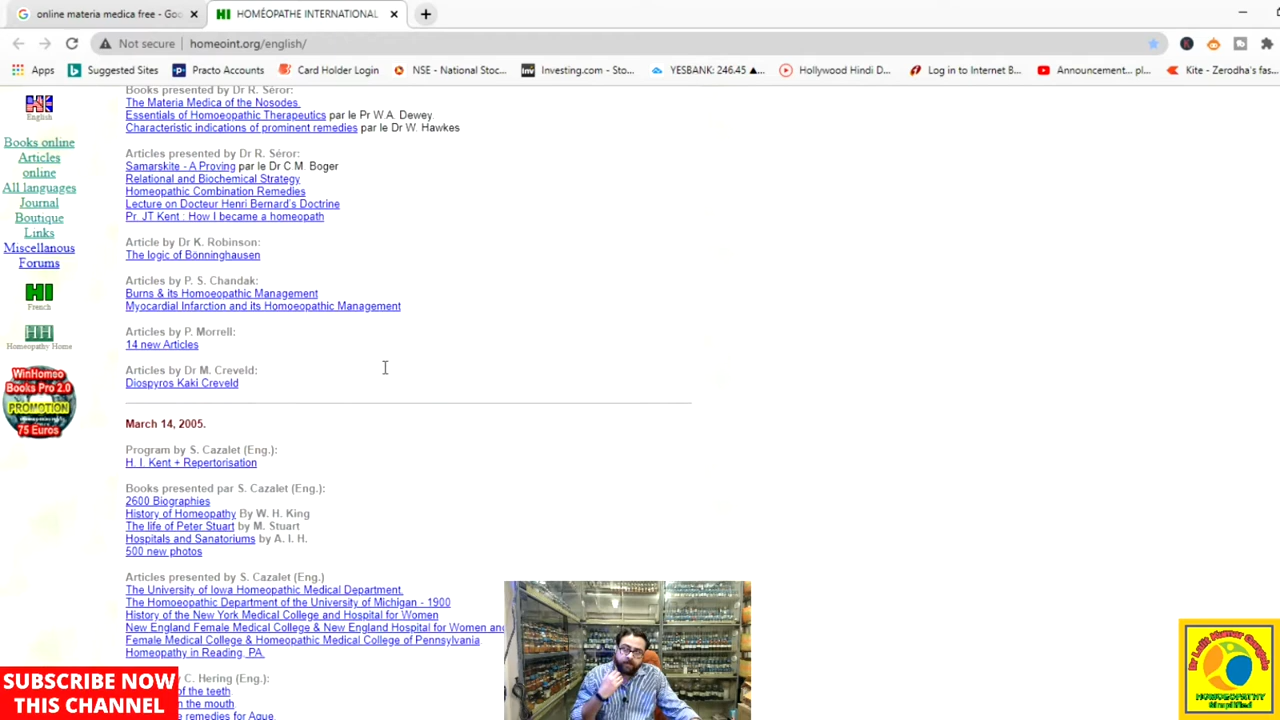 online materia medica free - Goo
HOMÉOPATHE INTERNATIONAL
Not secure
homeoint.org/english/
Apps
Suggested Sites
Practo Accounts
Card Holder Login
NSE - National Stoc...
Investing.com - Sto...
YESBANK: 246.45 ▲...
Hollywood Hindi D...
Log in to Internet B...
Announcement... pl...
Kite - Zerodha's fas...
English
Books online
Articles
online
All languages
Journal
Boutique
Links
Miscellanous
Forums
HI
French
HH
Homeopathy Home
WinHomeo
Books Pro 2.0
PROMOTION
75 Euros
Books presented by Dr R. Séror:
The Materia Medica of the Nosodes.
Essentials of Homoeopathic Therapeutics par le Pr W.A. Dewey.
Characteristic indications of prominent remedies par le Dr W. Hawkes
Articles presented by Dr R. Séror:
Samarskite - A Proving par le Dr C.M. Boger
Relational and Biochemical Strategy
Homeopathic Combination Remedies
Lecture on Docteur Henri Bernard's Doctrine
Pr. JT Kent : How I became a homeopath
Article by Dr K. Robinson:
The logic of Bönninghausen
Articles by P. S. Chandak:
Burns & its Homoeopathic Management
Myocardial Infarction and its Homoeopathic Management
Articles by P. Morrell:
14 new Articles
Articles by Dr M. Creveld:
Diospyros Kaki Creveld
March 14, 2005.
Program by S. Cazalet (Eng.):
H. I. Kent + Repertorisation
Books presented par S. Cazalet (Eng.):
2600 Biographies
History of Homeopathy By W. H. King
The life of Peter Stuart by M. Stuart
Hospitals and Sanatoriums by A. I. H.
500 new photos
Articles presented by S. Cazalet (Eng.)
The University of Iowa Homeopathic Medical Department.
The Homoeopathic Department of the University of Michigan - 1900
History of the New York Medical College and Hospital for Women
New England Female Medical College & New England Hospital for Women and
Female Medical College & Homeopathic Medical College of Pennsylvania
Homeopathy in Reading, PA.
C. Hering (Eng.):
of the teeth
n the mouth
e remedies for Ague.
SUBSCRIBE NOW
THIS CHANNEL
HOMOEOPATHY